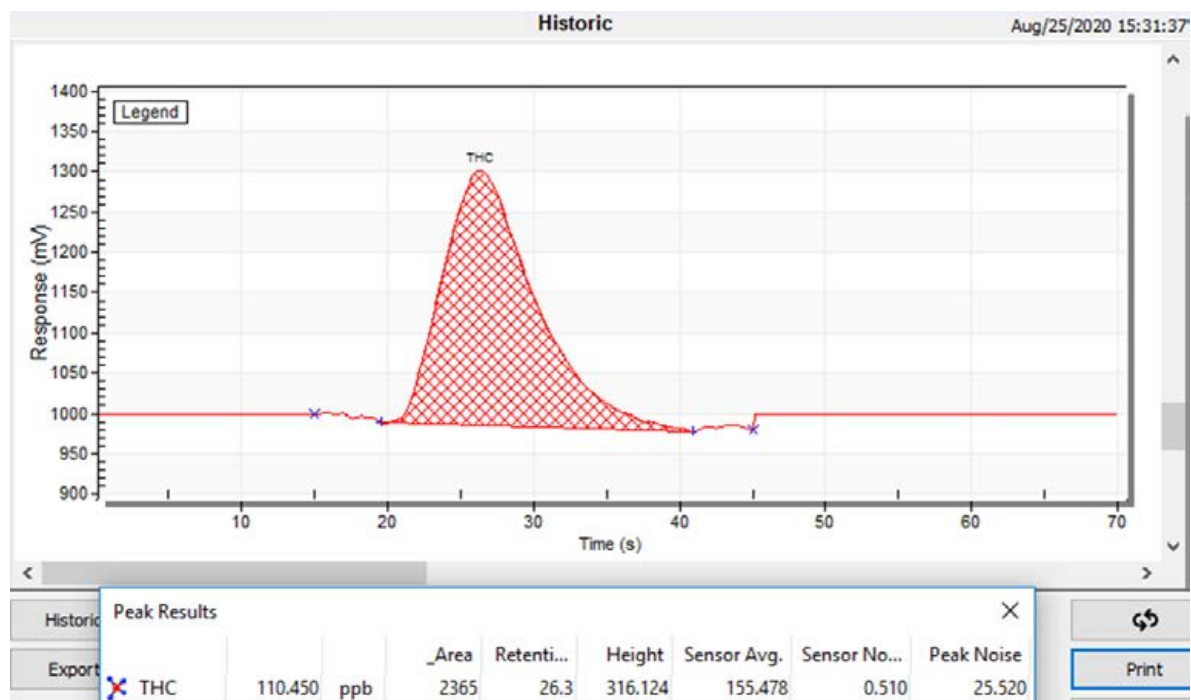 Historic
Aug/25/2020 15:31:37
Legend
THC
Response (mV)
1400
1350
1300
1250
1200
1150
1100
1050
1000
950
900
10 20 30 40 50 60 70
Time (s)
Historic
Export
Peak Results
_Area Retenti... Height Sensor Avg. Sensor No... Peak Noise
THC 110.450 ppb 2365 26.3 316.124 155.478 0.510 25.520
Print